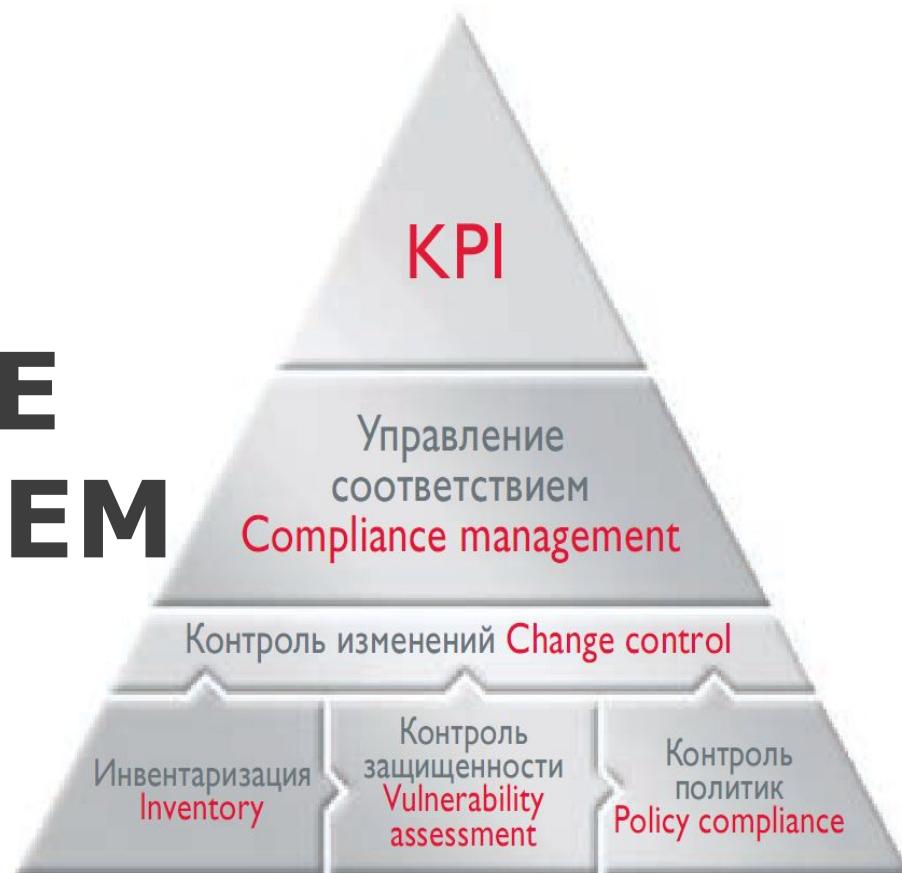 KPI
Е
ЕМ
Управление
соответствием
Compliance management
Контроль изменений Change control
Инвентаризация
Inventory
Контроль
защищенности
Vulnerability
assessment
Контроль
политик
Policy compliance